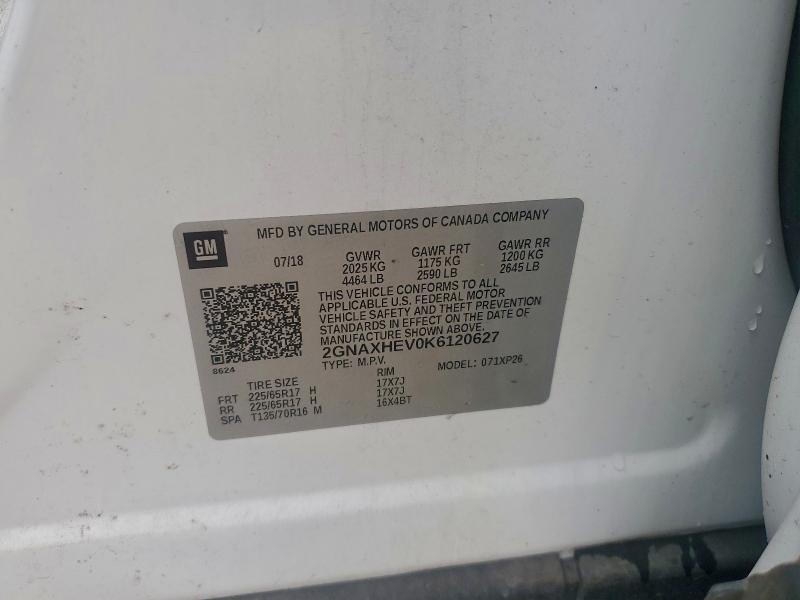 GM
MFD BY GENERAL MOTORS OF CANADA COMPANY
07/18 GVWR GAWR FRT GAWR RR
2025 KG 1175 KG 1200 KG
4464 LB 2590 LB 2645 LB
THIS VEHICLE CONFORMS TO ALL
APPLICABLE U.S. FEDERAL MOTOR
VEHICLE SAFETY AND THEFT PREVENTION
STANDARDS IN EFFECT ON THE DATE OF
MANUFACTURE SHOWN ABOVE.
2GNAXHEV0K6120627
8624 TYPE: M.P.V. MODEL: 071XP26
TIRE SIZE RIM
FRT 225/65R17 H 17X7J
RR 225/65R17 H 17X7J
SPA T135/70R16 M 16X4BT